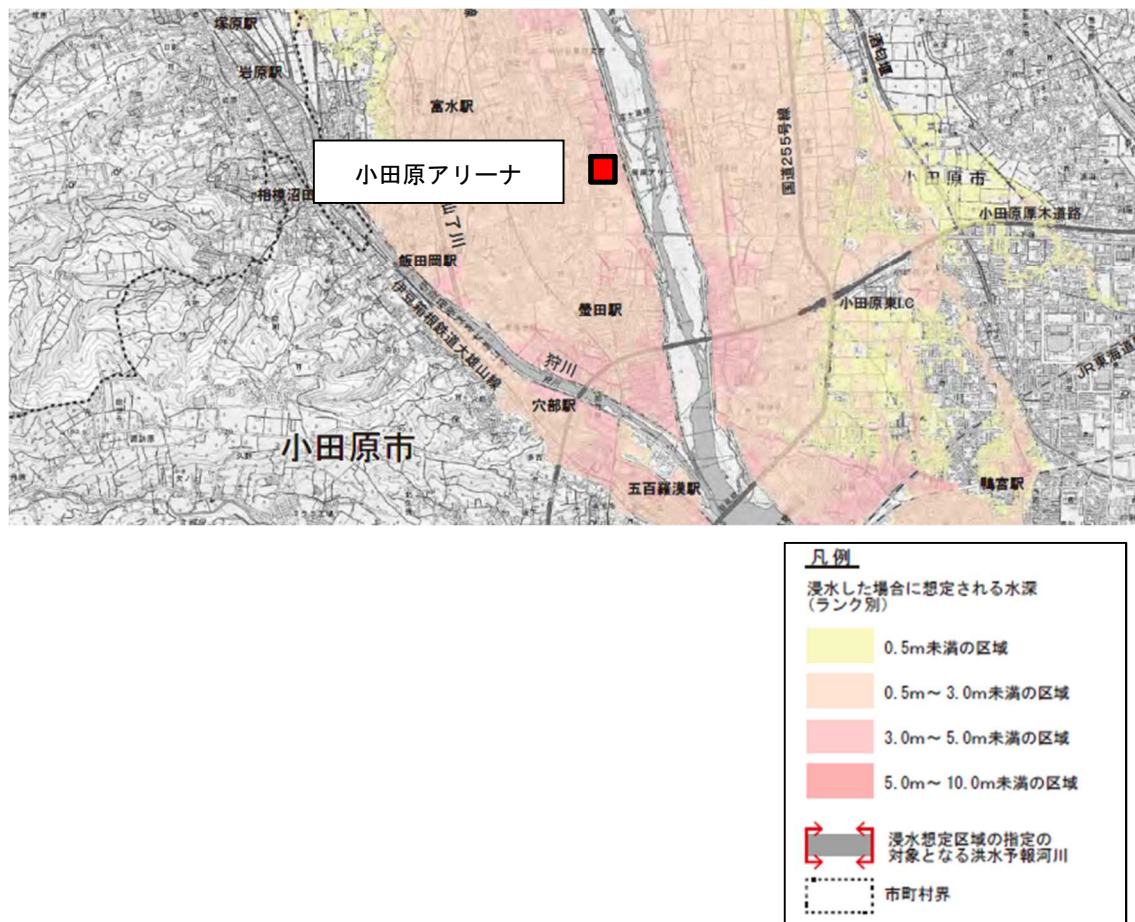 塚原駅
岩原駅
富水駅
酒匂堰
国道255号線
小田原アリーナ
小田原市
相模沼田
仙了川
小田原厚木道路
飯田岡駅
螢田駅
小田原東I.C
伊豆箱根鉄道大雄山線
狩川
JR東海道
穴部駅
小田原市
五百羅漢駅
鴨宮駅
凡例
浸水した場合に想定される水深
(ランク別)
0.5m未満の区域
0.5m～3.0m未満の区域
3.0m～5.0m未満の区域
5.0m～10.0m未満の区域
浸水想定区域の指定の
対象となる洪水予報河川
市町村界